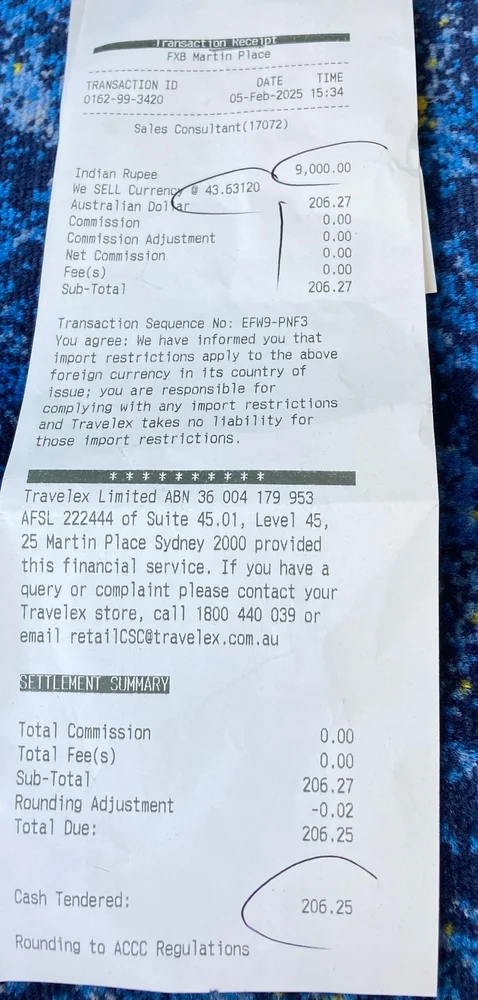 Transaction Receipt
FXB Martin Place
TRANSACTION ID DATE TIME
0162-99-3420 05-Feb-2025 15:34
Sales Consultant(17072)
Indian Rupee 9,000.00
We SELL Currency @ 43.63120
Australian Dollar 206.27
Commission 0.00
Commission Adjustment 0.00
Net Commission 0.00
Fee(s) 0.00
Sub-Total 206.27
Transaction Sequence No: EFW9-PNF3
You agree: We have informed you that
import restrictions apply to the above
foreign currency in its country of
issue; you are responsible for
complying with any import restrictions
and Travelex takes no liability for
those import restrictions.
* * * * * * * * * *
Travelex Limited ABN 36 004 179 953
AFSL 222444 of Suite 45.01, Level 45,
25 Martin Place Sydney 2000 provided
this financial service. If you have a
query or complaint please contact your
Travelex store, call 1800 440 039 or
email retailCSC@travelex.com.au
SETTLEMENT SUMMARY
Total Commission 0.00
Total Fee(s) 0.00
Sub-Total 206.27
Rounding Adjustment -0.02
Total Due: 206.25
Cash Tendered: 206.25
Rounding to ACCC Regulations